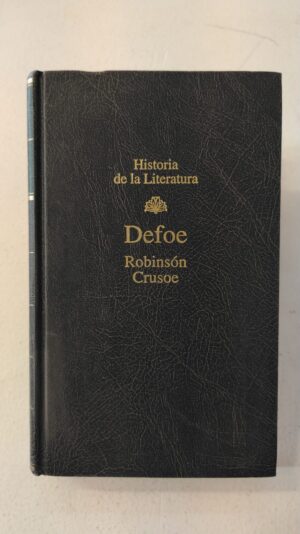 Historia
de la Literatura
Defoe
Robinsón
Crusoe